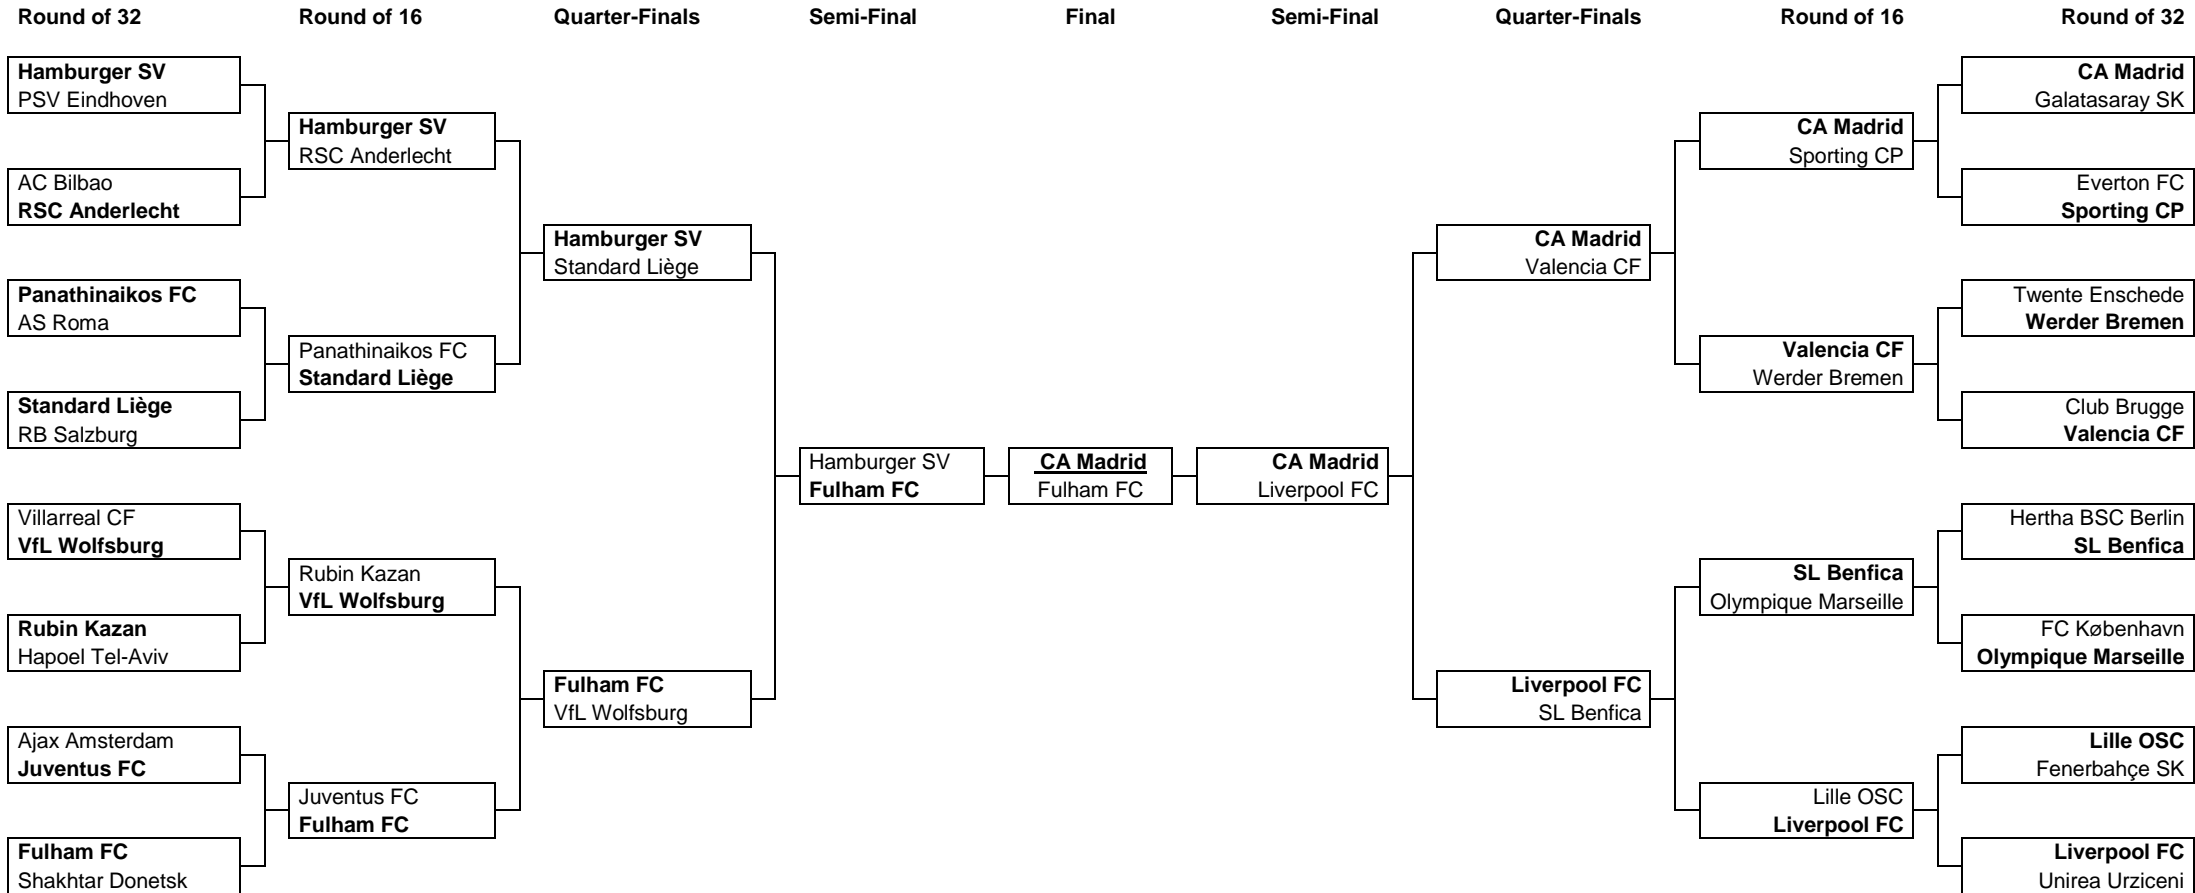 Round of 32 Round of 16 Quarter-Finals Semi-Final Final Semi-Final Quarter-Finals Round of 16 Round of 32
Hamburger SV
PSV Eindhoven
AC Bilbao
RSC Anderlecht
Panathinaikos FC
AS Roma
Standard Liège
RB Salzburg
Villarreal CF
VfL Wolfsburg
Rubin Kazan
Hapoel Tel-Aviv
Ajax Amsterdam
Juventus FC
Fulham FC
Shakhtar Donetsk
Hamburger SV
RSC Anderlecht
Panathinaikos FC
Standard Liège
Rubin Kazan
VfL Wolfsburg
Juventus FC
Fulham FC
Hamburger SV
Standard Liège
Fulham FC
VfL Wolfsburg
Hamburger SV
Fulham FC
CA Madrid
Fulham FC
CA Madrid
Liverpool FC
CA Madrid
Valencia CF
Liverpool FC
SL Benfica
CA Madrid
Sporting CP
Valencia CF
Werder Bremen
SL Benfica
Olympique Marseille
Lille OSC
Liverpool FC
CA Madrid
Galatasaray SK
Everton FC
Sporting CP
Twente Enschede
Werder Bremen
Club Brugge
Valencia CF
Hertha BSC Berlin
SL Benfica
FC København
Olympique Marseille
Lille OSC
Fenerbahçe SK
Liverpool FC
Unirea Urziceni